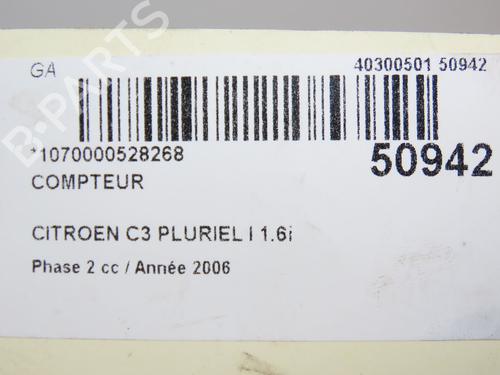 GA
40300501 50942
*1070000528268
50942
COMPTEUR
CITROEN C3 PLURIEL I 1.6i
Phase 2 cc / Année 2006
B-PARTS